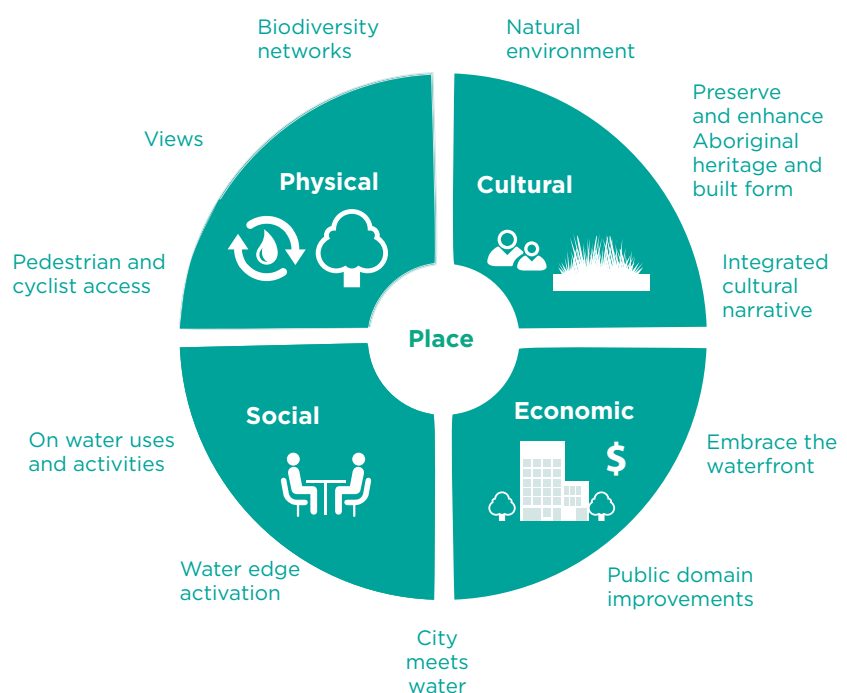 Biodiversity
networks
Natural
environment
Views
Preserve
and enhance
Aboriginal
heritage and
built form
Physical
Cultural
Pedestrian and
cyclist access
Integrated
cultural
narrative
Place
Social
Economic
$
On water uses
and activities
Embrace the
waterfront
Water edge
activation
Public domain
improvements
City
meets
water